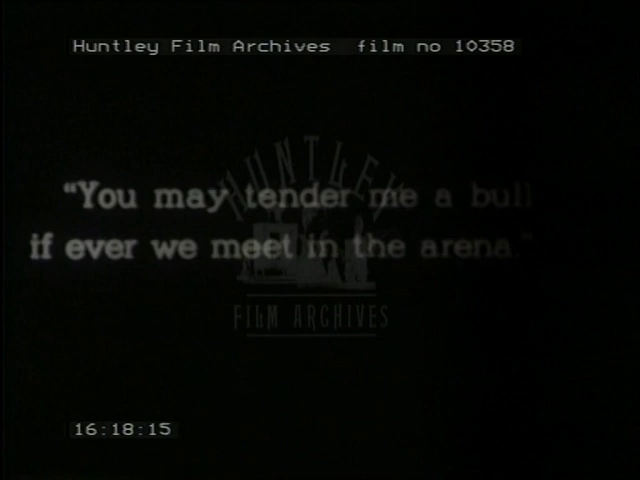 Huntley Film Archives film no 10358
HUNTLEY
"You may tender me a bull
if ever we meet in the arena."
FILM ARCHIVES
16:18:15